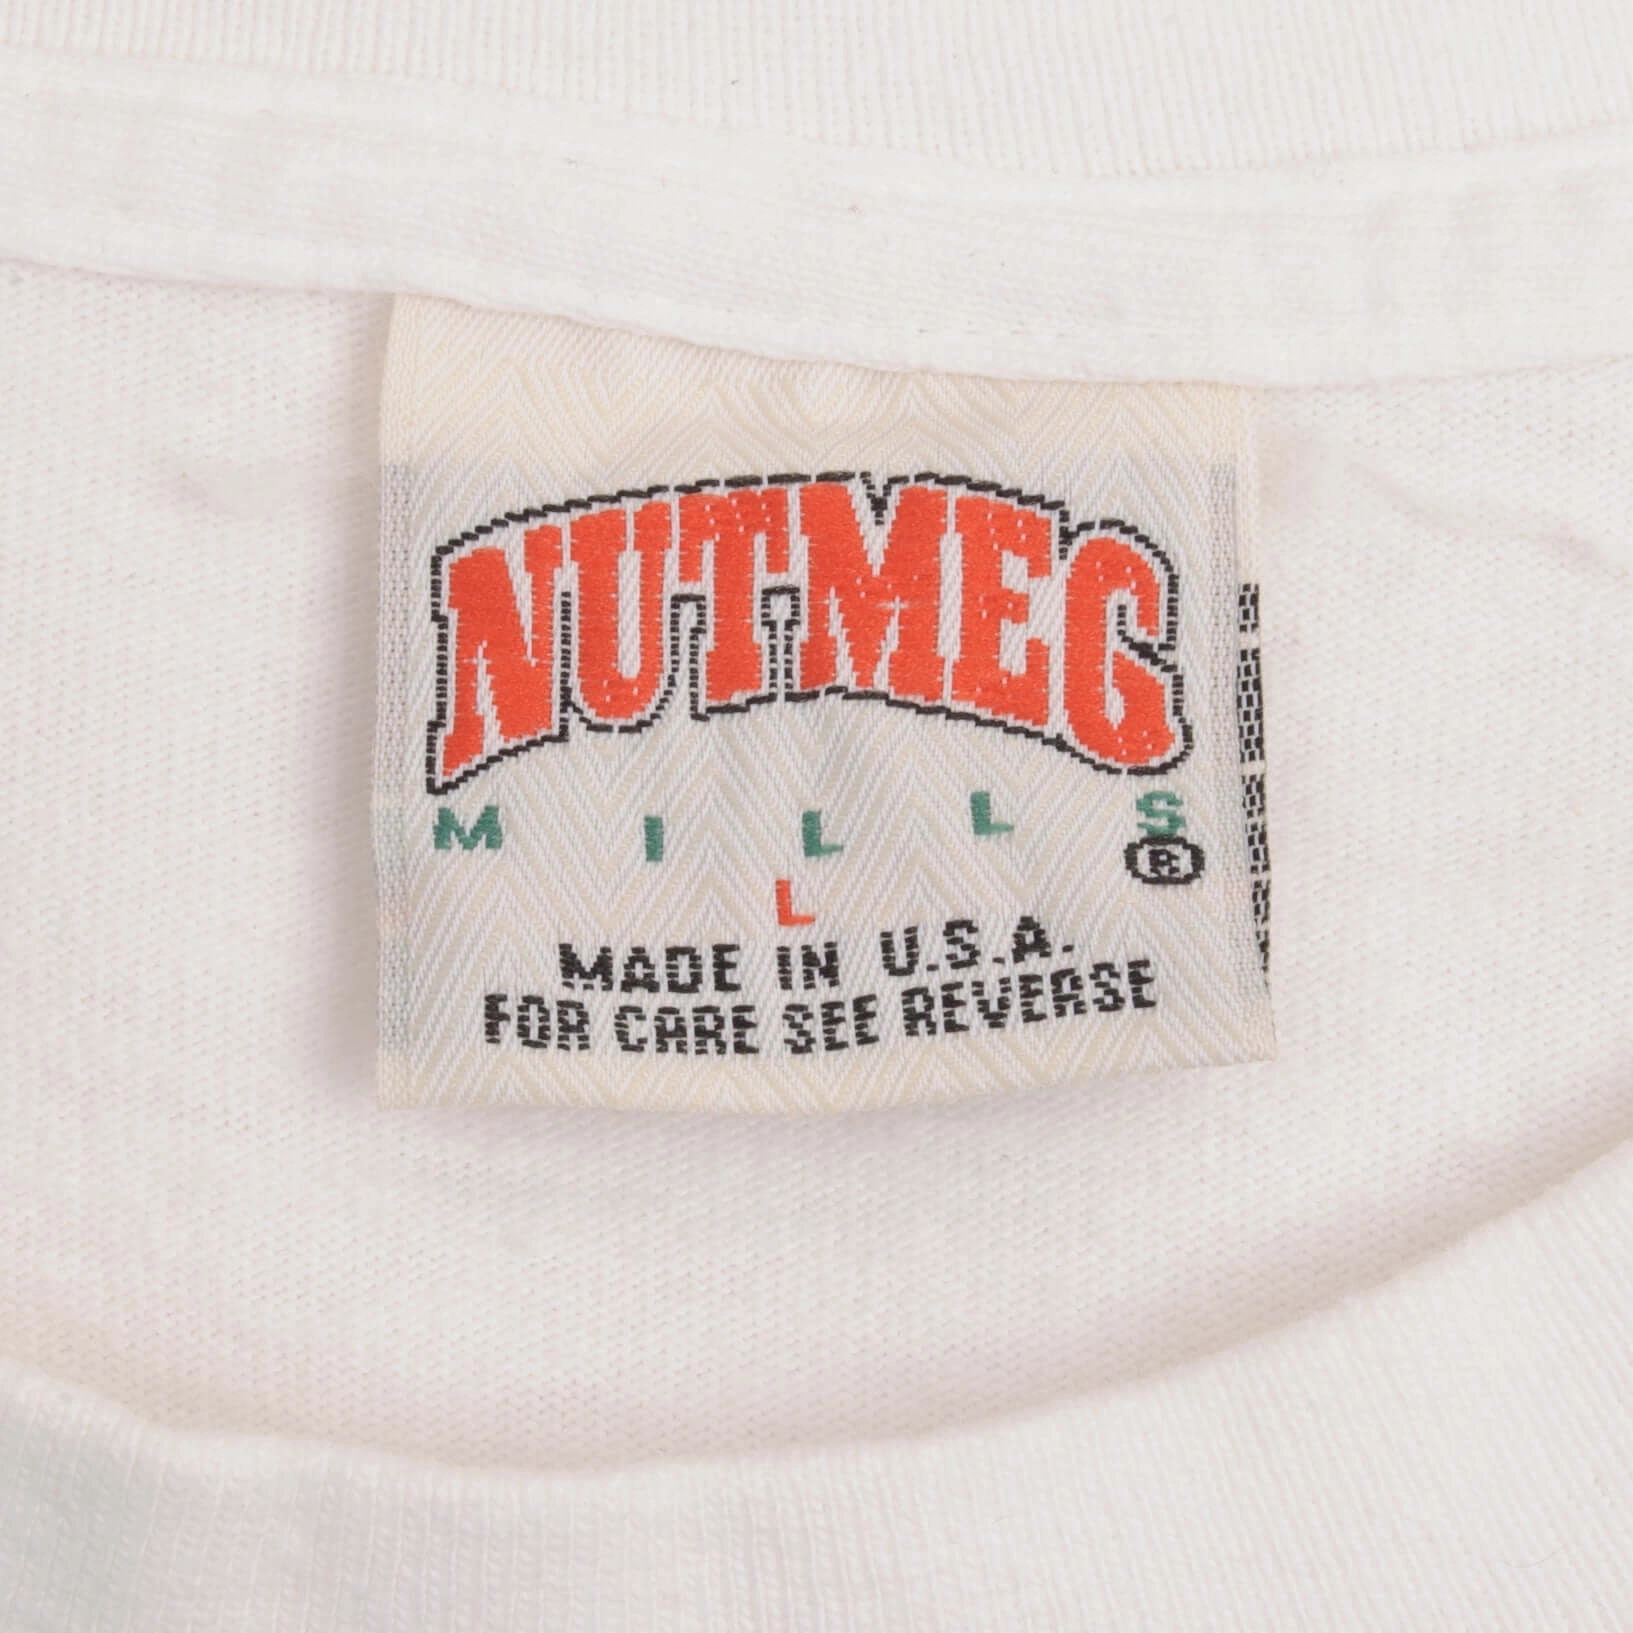 NUTMEG
MILLS ®
L
MADE IN U.S.A.
FOR CARE SEE REVERSE